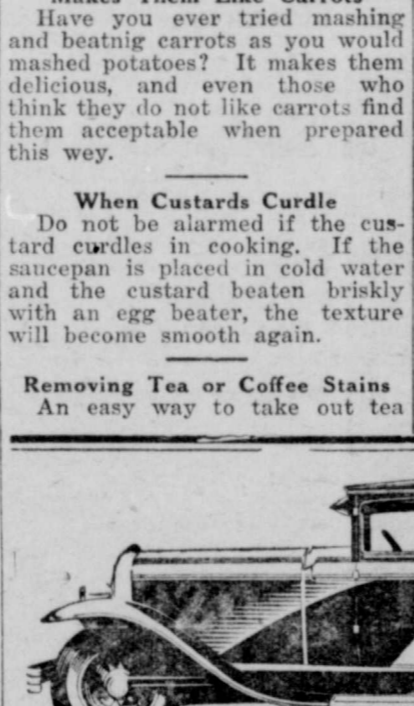 Makes Them Like Carrots
Have you ever tried mashing
and beatnig carrots as you would
mashed potatoes? It makes them
delicious, and even those who
think they do not like carrots find
them acceptable when prepared
this wey.
When Custards Curdle
Do not be alarmed if the cus-
tard curdles in cooking. If the
saucepan is placed in cold water
and the custard beaten briskly
with an egg beater, the texture
will become smooth again.
Removing Tea or Coffee Stains
An easy way to take out tea